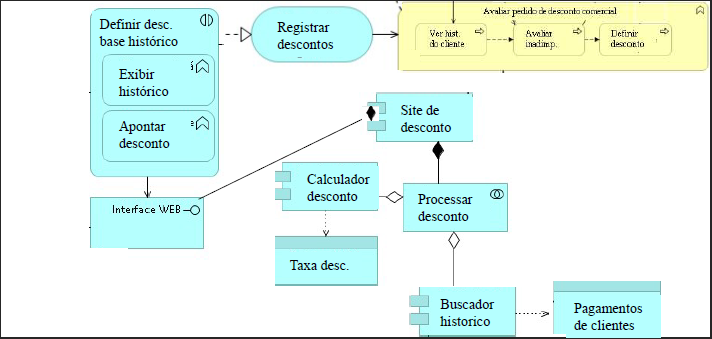 Definir desc.
base histórico
Exibir
histórico
Apontar
desconto
Registrar
descontos
Avaliar pedido de desconto comercial
Ver hist.
do cliente
Avaliar
inadimp.
Definir
desconto
Site de
desconto
Interface WEB
Calculador
desconto
Processar
desconto
Taxa desc.
Buscador
historico
Pagamentos
de clientes